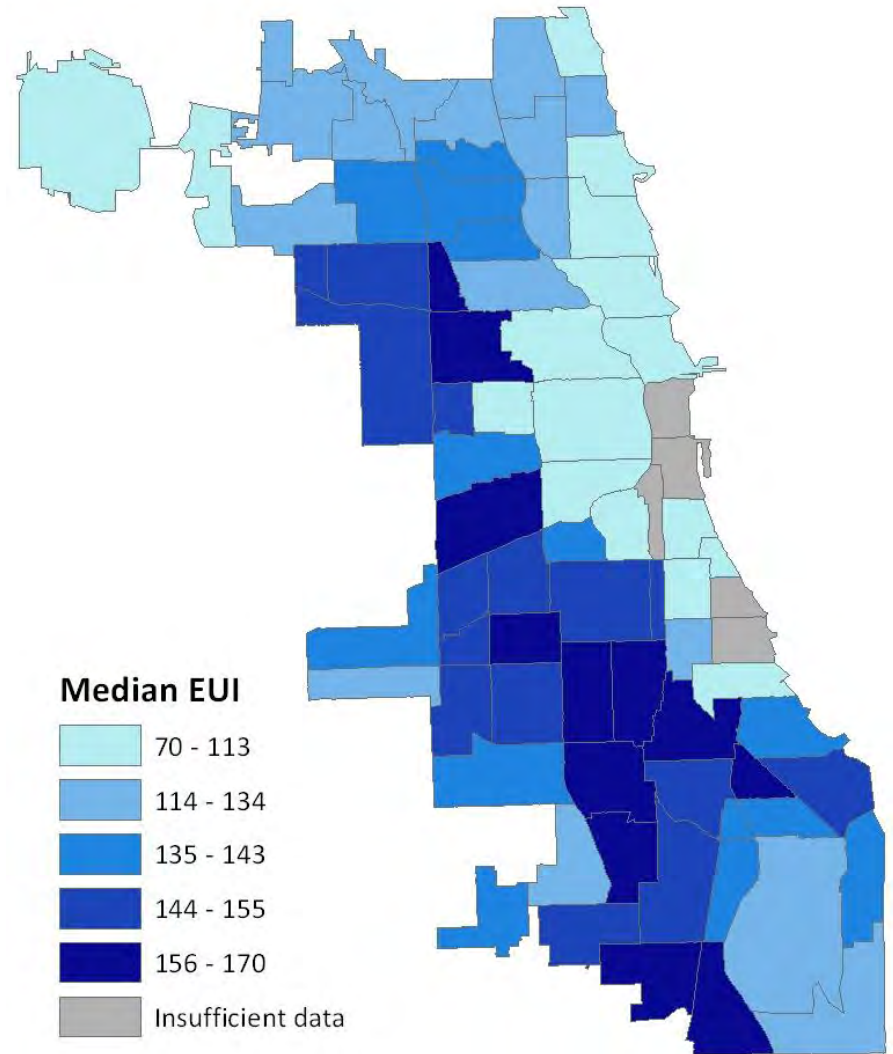 Median EUI
70 - 113
114 - 134
135 - 143
144 - 155
156 - 170
Insufficient data